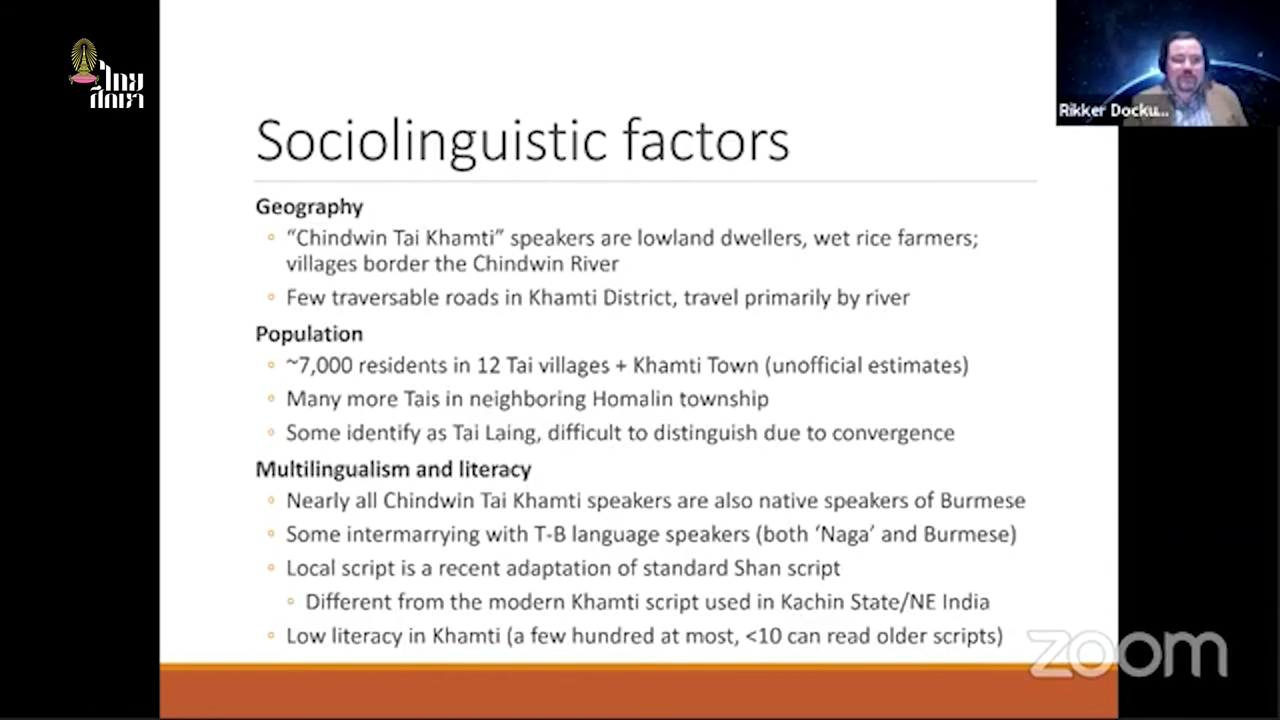 ไทย
ศึกษา
Rikker Docku...
Sociolinguistic factors
Geography
“Chindwin Tai Khamti” speakers are lowland dwellers, wet rice farmers;
villages border the Chindwin River
Few traversable roads in Khamti District, travel primarily by river
Population
~7,000 residents in 12 Tai villages + Khamti Town (unofficial estimates)
Many more Tais in neighboring Homalin township
Some identify as Tai Laing, difficult to distinguish due to convergence
Multilingualism and literacy
Nearly all Chindwin Tai Khamti speakers are also native speakers of Burmese
Some intermarrying with T-B language speakers (both ‘Naga’ and Burmese)
Local script is a recent adaptation of standard Shan script
Different from the modern Khamti script used in Kachin State/NE India
Low literacy in Khamti (a few hundred at most, <10 can read older scripts)
zoom